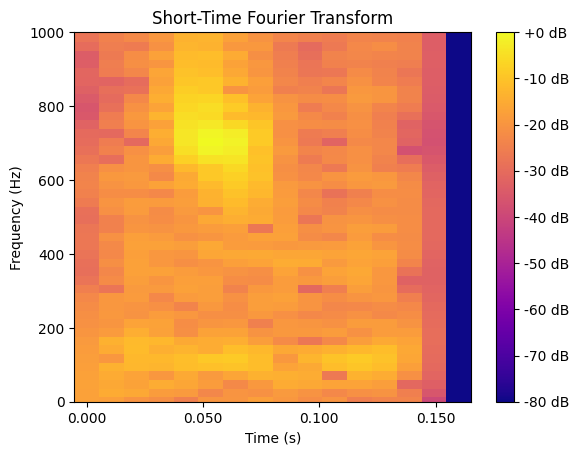 Short-Time Fourier Transform
1000
800
600
400
200
0
Frequency (Hz)
0.000
0.050
0.100
0.150
Time (s)
+0 dB
-10 dB
-20 dB
-30 dB
-40 dB
-50 dB
-60 dB
-70 dB
-80 dB